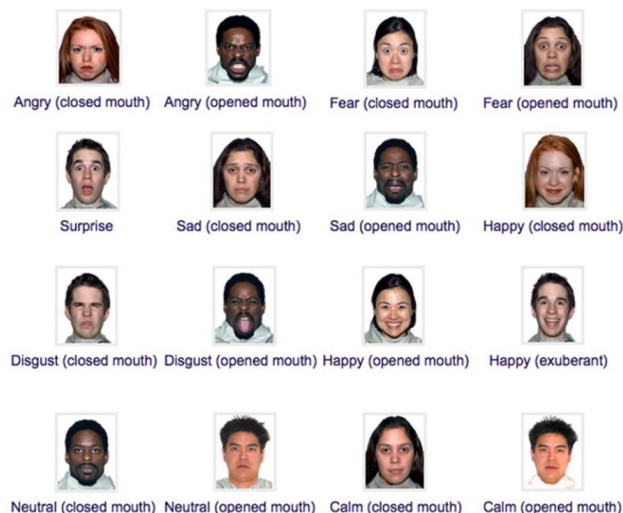 Angry (closed mouth)
Angry (opened mouth)
Fear (closed mouth)
Fear (opened mouth)
Surprise
Sad (closed mouth)
Sad (opened mouth)
Happy (closed mouth)
Disgust (closed mouth)
Disgust (opened mouth)
Happy (opened mouth)
Happy (exuberant)
Neutral (closed mouth)
Neutral (opened mouth)
Calm (closed mouth)
Calm (opened mouth)